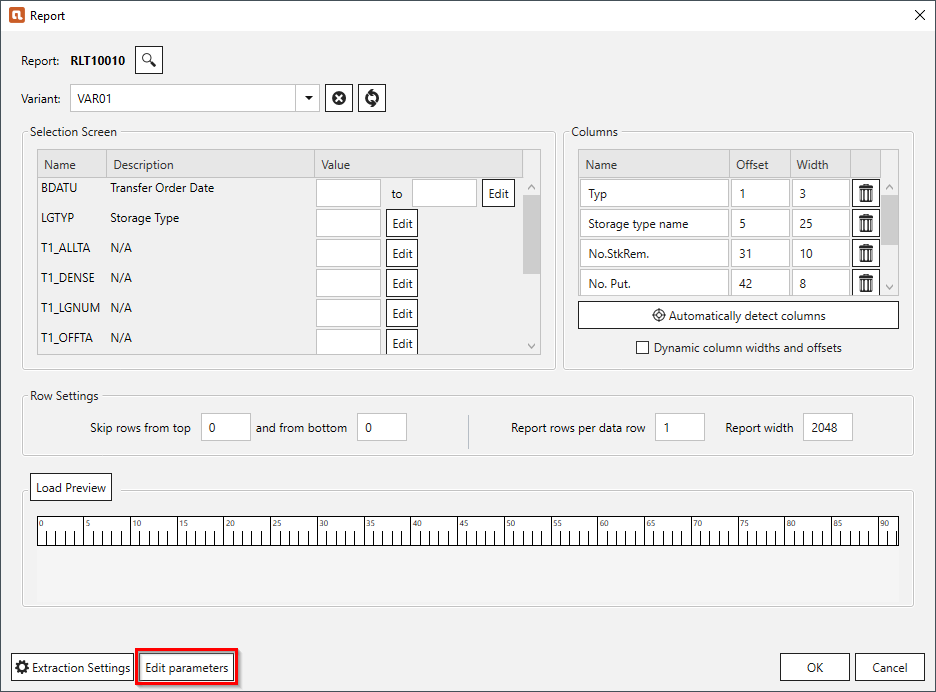 Report
Report: RLT10010
Variant: VAR01
Selection Screen
Name Description Value
BDATU Transfer Order Date to Edit
LGTYP Storage Type Edit
T1_ALLTA N/A Edit
T1_DENSE N/A Edit
T1_LGNUM N/A Edit
T1_OFFTA N/A Edit
Columns
Name Offset Width
Typ 1 3
Storage type name 5 25
No.StkRem. 31 10
No. Put. 42 8
Automatically detect columns
Dynamic column widths and offsets
Row Settings
Skip rows from top 0 and from bottom 0 Report rows per data row 1 Report width 2048
Load Preview
0 5 10 15 20 25 30 35 40 45 50 55 60 65 70 75 80 85 90
Extraction Settings Edit parameters OK Cancel